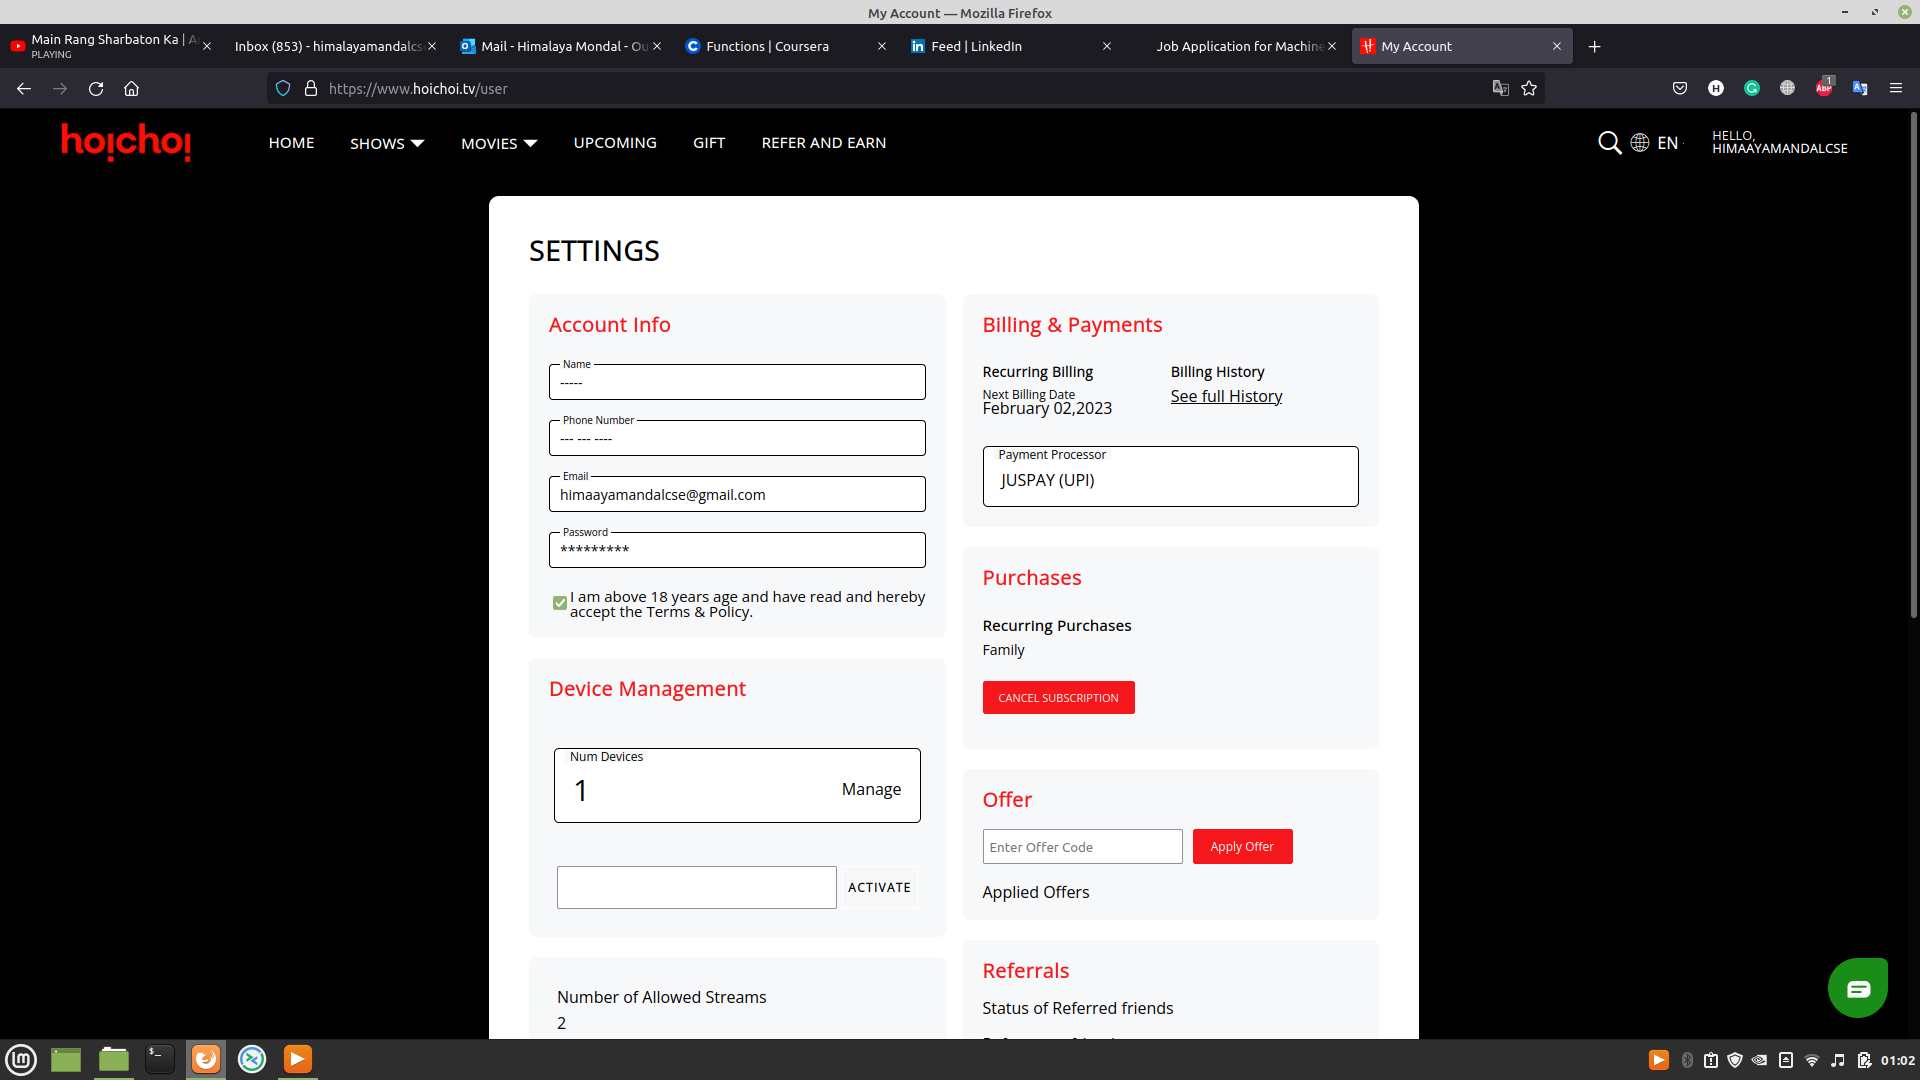 My Account — Mozilla Firefox
Main Rang Sharbaton Ka |
PLAYING
Inbox (853) - himalayamandalcs
Mail - Himalaya Mondal - Ou
Functions | Coursera
Feed | LinkedIn
Job Application for Machine
My Account
https://www.hoichoi.tv/user
1
hoichoi
HOME
SHOWS
MOVIES
UPCOMING
GIFT
REFER AND EARN
EN
HELLO,
HIMAAYAMANDALCSE
SETTINGS
Account Info
Name
-----
Phone Number
--- --- ----
Email
himaayamandalcse@gmail.com
Password
*********
I am above 18 years age and have read and hereby
accept the Terms & Policy.
Device Management
Num Devices
1
Manage
ACTIVATE
Number of Allowed Streams
2
Billing & Payments
Recurring Billing
Next Billing Date
February 02,2023
Billing History
See full History
Payment Processor
JUSPAY (UPI)
Purchases
Recurring Purchases
Family
CANCEL SUBSCRIPTION
Offer
Enter Offer Code
Apply Offer
Applied Offers
Referrals
Status of Referred friends
01:02